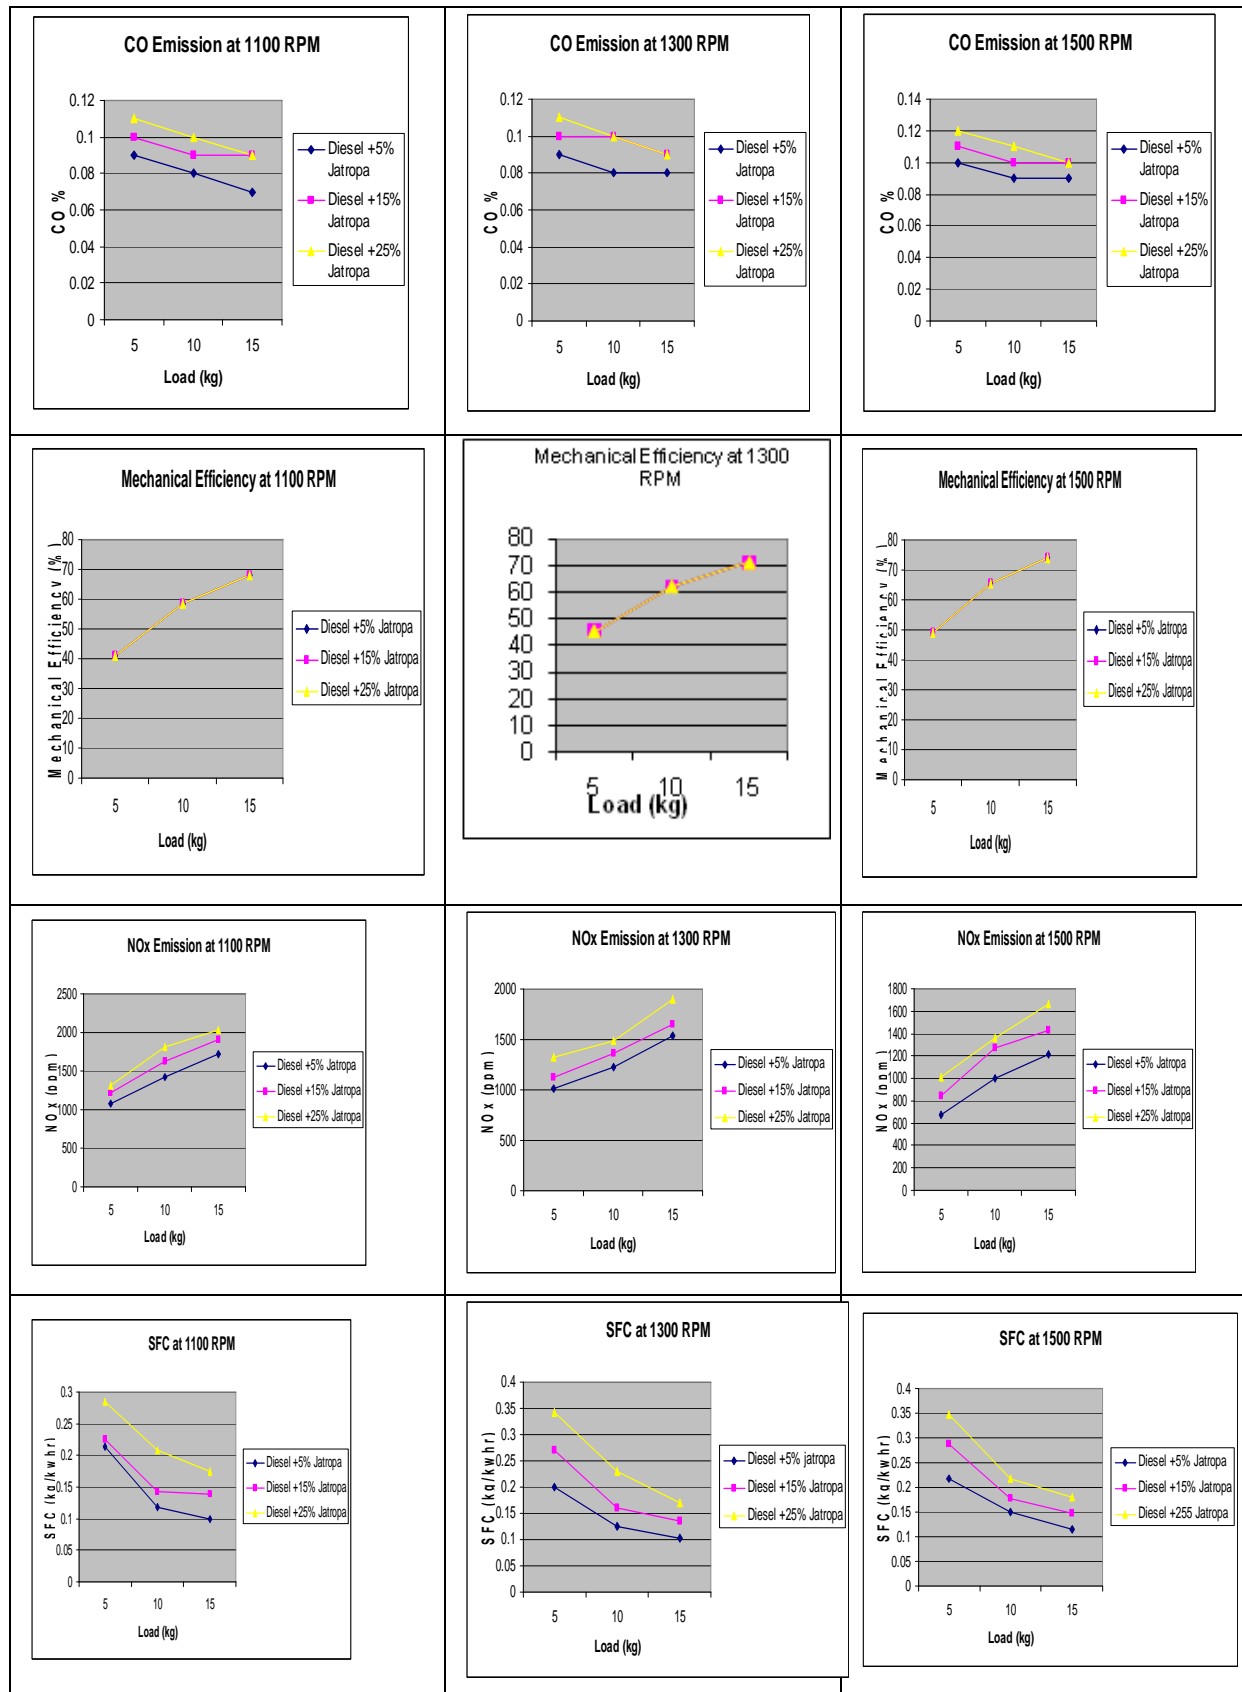 CO Emission at 1100 RPM
0.12
0.1
0.08
0.06
0.04
0.02
0
CO %
5 10 15
Load (kg)
Diesel +5%
Jatropa
Diesel +15%
Jatropa
Diesel +25%
Jatropa
CO Emission at 1300 RPM
0.12
0.1
0.08
0.06
0.04
0.02
0
CO %
5 10 15
Load (kg)
Diesel +5%
Jatropa
Diesel +15%
Jatropa
Diesel +25%
Jatropa
CO Emission at 1500 RPM
0.14
0.12
0.1
0.08
0.06
0.04
0.02
0
CO %
5 10 15
Load (kg)
Diesel +5%
Jatropa
Diesel +15%
Jatropa
Diesel +25%
Jatropa
Mechanical Efficiency at 1100 RPM
80
70
60
50
40
30
20
10
0
Mechanical Efficiency (%)
5 10 15
Load (kg)
Diesel +5% Jatropa
Diesel +15% Jatropa
Diesel +25% Jatropa
Mechanical Efficiency at 1300
RPM
80
70
60
50
40
30
20
10
0
5 10 15
Load (kg)
Mechanical Efficiency at 1500 RPM
80
70
60
50
40
30
20
10
0
Mechanical Efficiency (%)
5 10 15
Load (kg)
Diesel +5% Jatropa
Diesel +15% Jatropa
Diesel +25% Jatropa
NOx Emission at 1100 RPM
2500
2000
1500
1000
500
0
NOx (ppm)
5 10 15
Load (kg)
Diesel +5% Jatropa
Diesel +15% Jatropa
Diesel +25% Jatropa
NOx Emission at 1300 RPM
2000
1500
1000
500
0
NOx (ppm)
5 10 15
Load (kg)
Diesel +5% Jatropa
Diesel +15% Jatropa
Diesel +25% Jatropa
NOx Emission at 1500 RPM
1800
1600
1400
1200
1000
800
600
400
200
0
NOx (ppm)
5 10 15
Load (kg)
Diesel +5% Jatropa
Diesel +15% Jatropa
Diesel +25% Jatropa
SFC at 1100 RPM
0.3
0.25
0.2
0.15
0.1
0.05
0
SFC (kg/kwhr)
5 10 15
Load (kg)
Diesel +5% Jatropa
Diesel +15% Jatropa
Diesel +25% Jatropa
SFC at 1300 RPM
0.4
0.35
0.3
0.25
0.2
0.15
0.1
0.05
0
SFC (kg/kwhr)
5 10 15
Load (kg)
Diesel +5% jatropa
Diesel +15% Jatropa
Diesel +25% Jatropa
SFC at 1500 RPM
0.4
0.35
0.3
0.25
0.2
0.15
0.1
0.05
0
SFC (kg/kwhr)
5 10 15
Load (kg)
Diesel +5% Jatropa
Diesel +15% Jatropa
Diesel +255 Jatropa